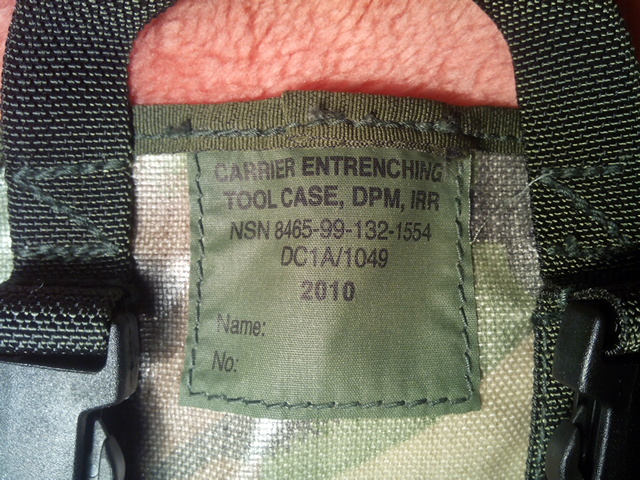 CARRIER ENTRENCHING
TOOL CASE, DPM, IRR
NSN 8465-99-132-1554
DC1A/1049
2010
Name:
No: